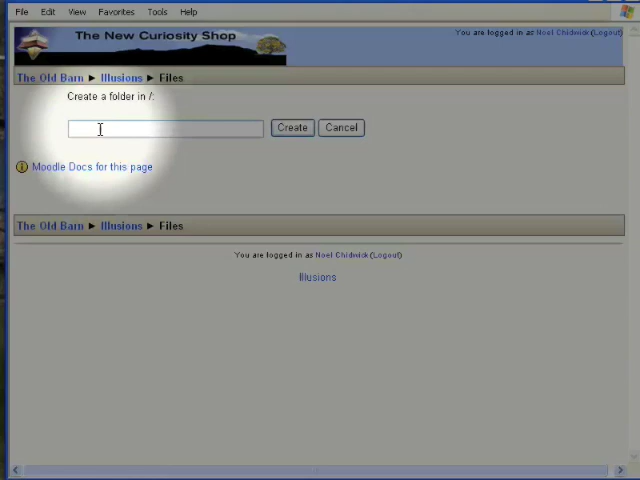 File Edit View Favorites Tools Help
The New Curiosity Shop
You are logged in as Noel Chidwick (Logout)
The Old Barn ► Illusions ► Files
Create a folder in /:
Create Cancel
Moodle Docs for this page
The Old Barn ► Illusions ► Files
You are logged in as Noel Chidwick (Logout)
Illusions